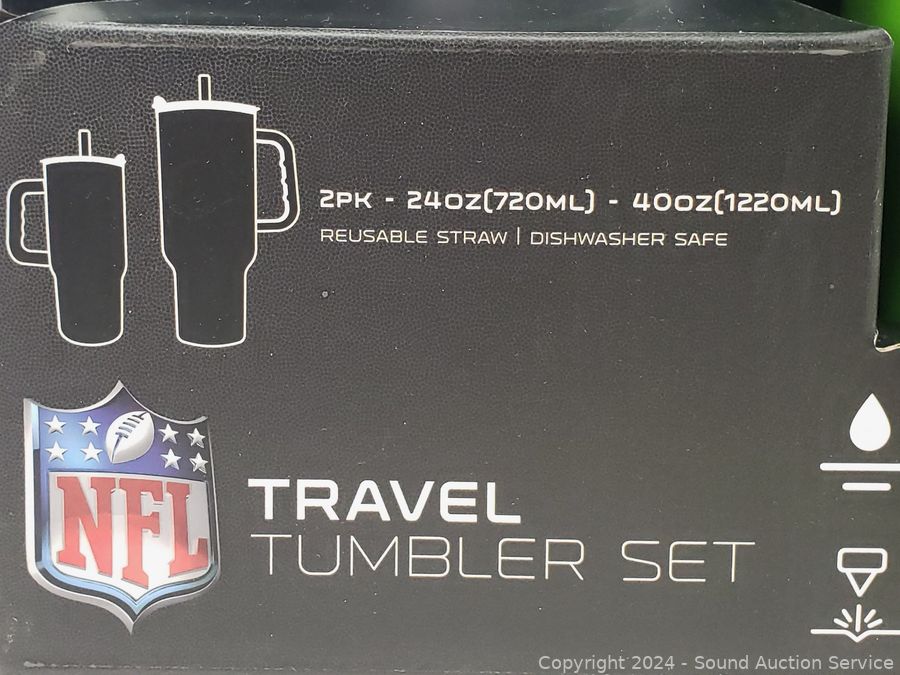 2PK - 24OZ(720ML) - 40OZ(1220ML)
REUSABLE STRAW | DISHWASHER SAFE
NFL
TRAVEL
TUMBLER SET
Copyright 2024 - Sound Auction Service